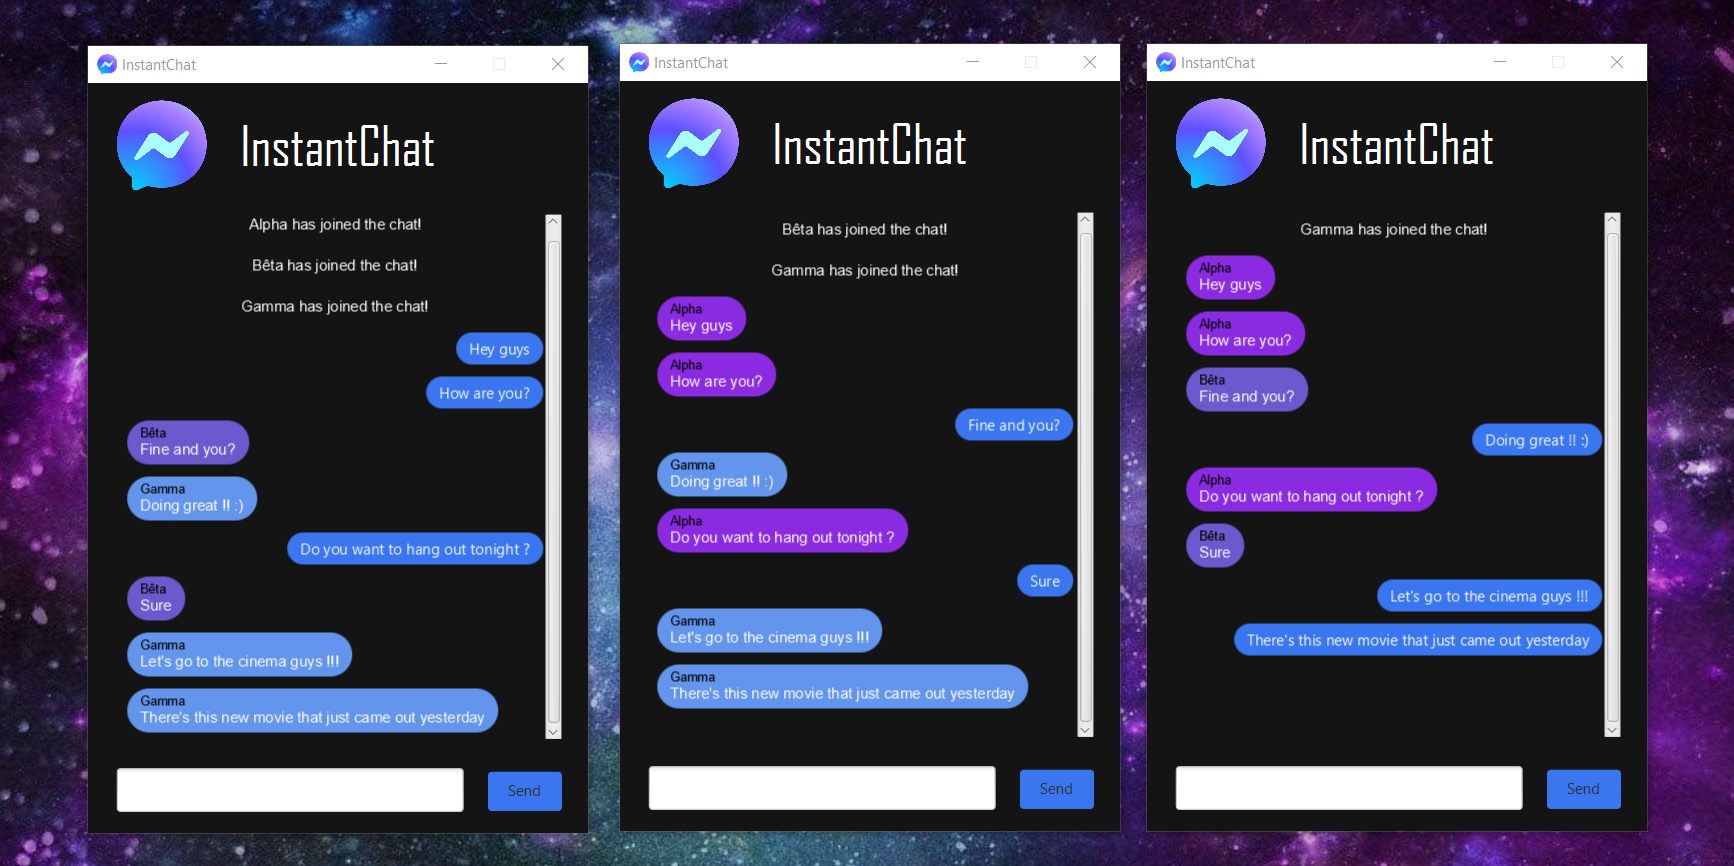 InstantChat
InstantChat
Alpha has joined the chat!
Bêta has joined the chat!
Gamma has joined the chat!
Hey guys
How are you?
Bêta
Fine and you?
Gamma
Doing great !! :)
Do you want to hang out tonight ?
Bêta
Sure
Gamma
Let's go to the cinema guys !!!
Gamma
There's this new movie that just came out yesterday
Send
InstantChat
InstantChat
Bêta has joined the chat!
Gamma has joined the chat!
Alpha
Hey guys
Alpha
How are you?
Fine and you?
Gamma
Doing great !! :)
Alpha
Do you want to hang out tonight ?
Sure
Gamma
Let's go to the cinema guys !!!
Gamma
There's this new movie that just came out yesterday
Send
InstantChat
InstantChat
Gamma has joined the chat!
Alpha
Hey guys
Alpha
How are you?
Bêta
Fine and you?
Doing great !! :)
Alpha
Do you want to hang out tonight ?
Bêta
Sure
Let's go to the cinema guys !!!
There's this new movie that just came out yesterday
Send